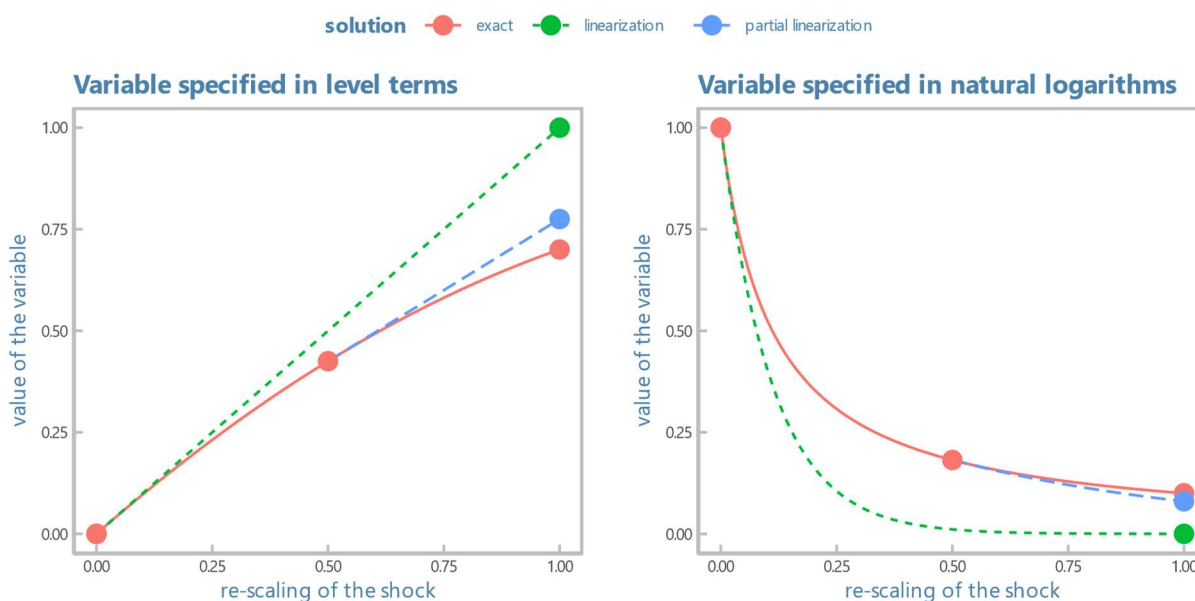 solution exact linearization partial linearization
Variable specified in level terms
value of the variable
1.00
0.75
0.50
0.25
0.00
0.00 0.25 0.50 0.75 1.00
re-scaling of the shock
Variable specified in natural logarithms
value of the variable
1.00
0.75
0.50
0.25
0.00
0.00 0.25 0.50 0.75 1.00
re-scaling of the shock